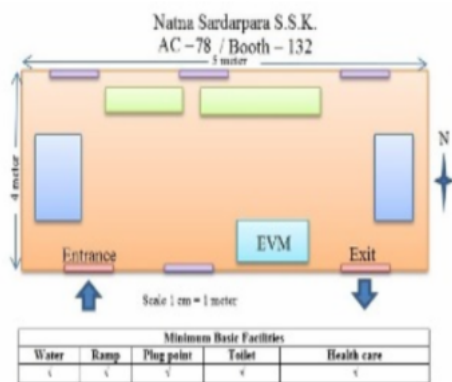 Natna Sardarpara S.S.K.
AC – 78 / Booth – 132
5 meter
4 meter
N
EVM
Entrance
Exit
Scale 1 cm = 1 meter
Minimum Basic Facilities
Water Ramp Plug point Toilet Health care
√ √ √ √ √